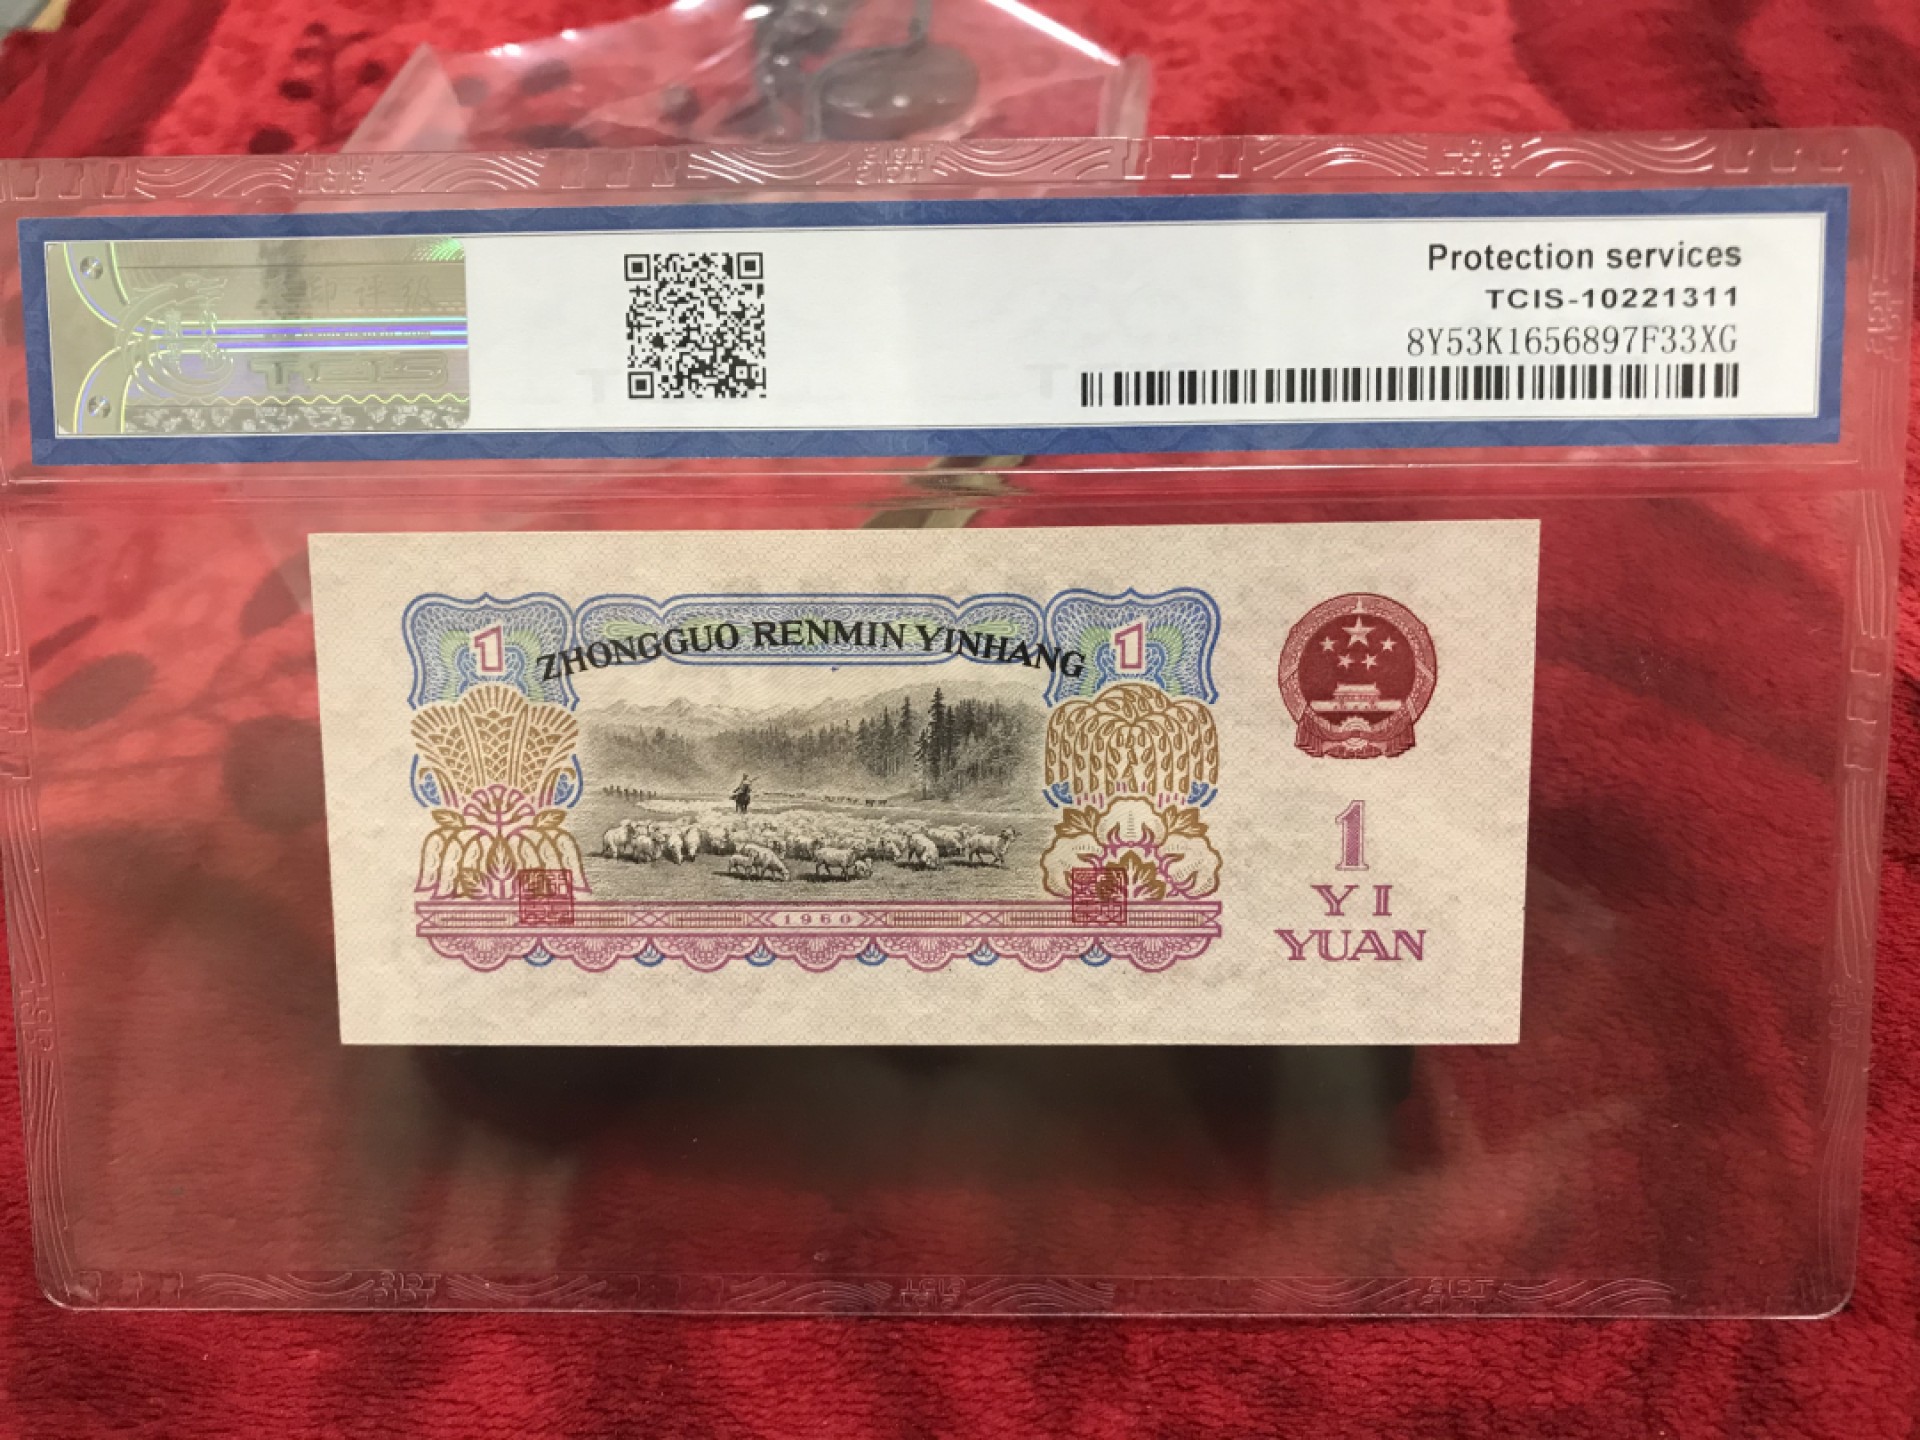 Protection services
TCIS-10221311
8Y53K1656897F33XG
ZHONGGUO RENMIN YINHANG
1
1
1960
1
YI
YUAN